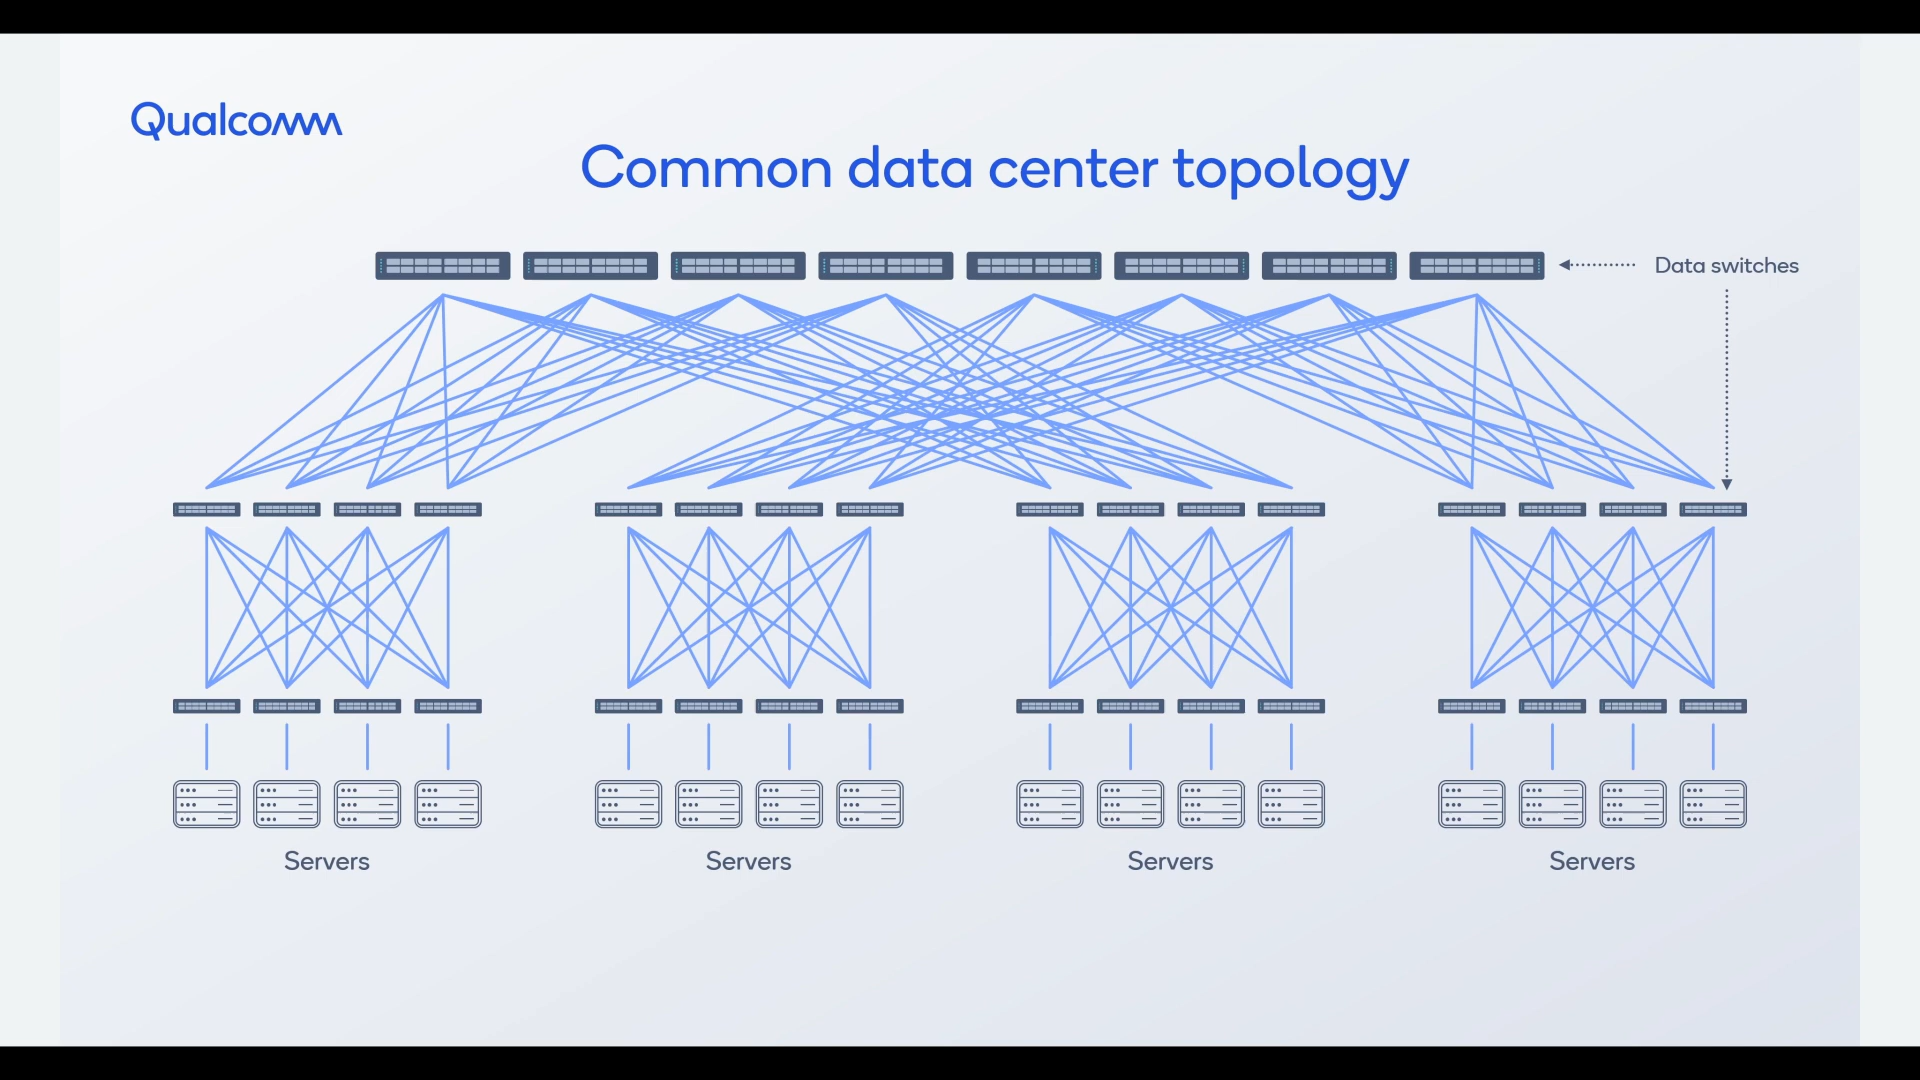 Qualcomm
Common data center topology
Data switches
Servers
Servers
Servers
Servers